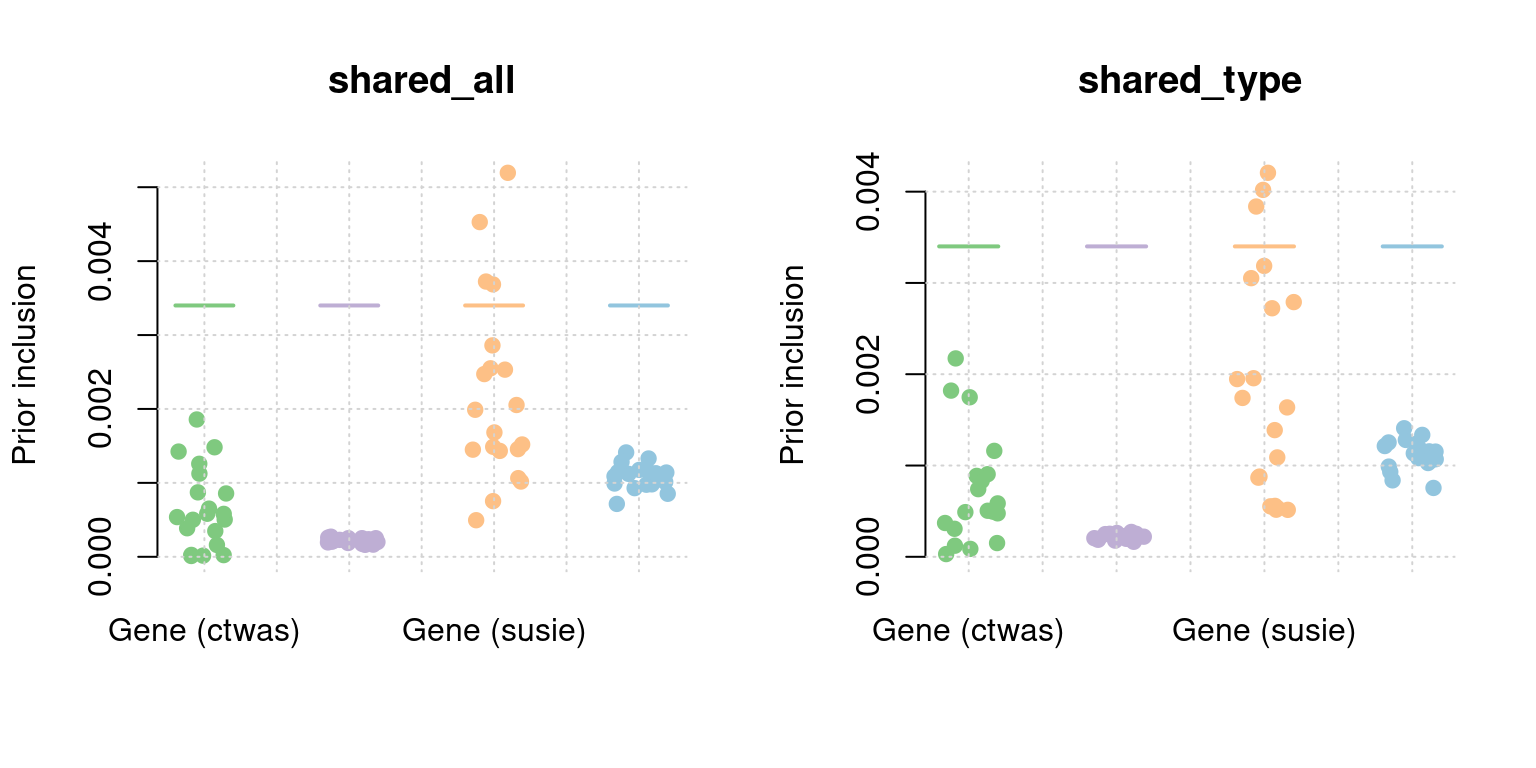 shared_all
Prior inclusion
0.004
0.002
0.000
Gene (ctwas)
Gene (susie)
shared_type
Prior inclusion
0.004
0.002
0.000
Gene (ctwas)
Gene (susie)